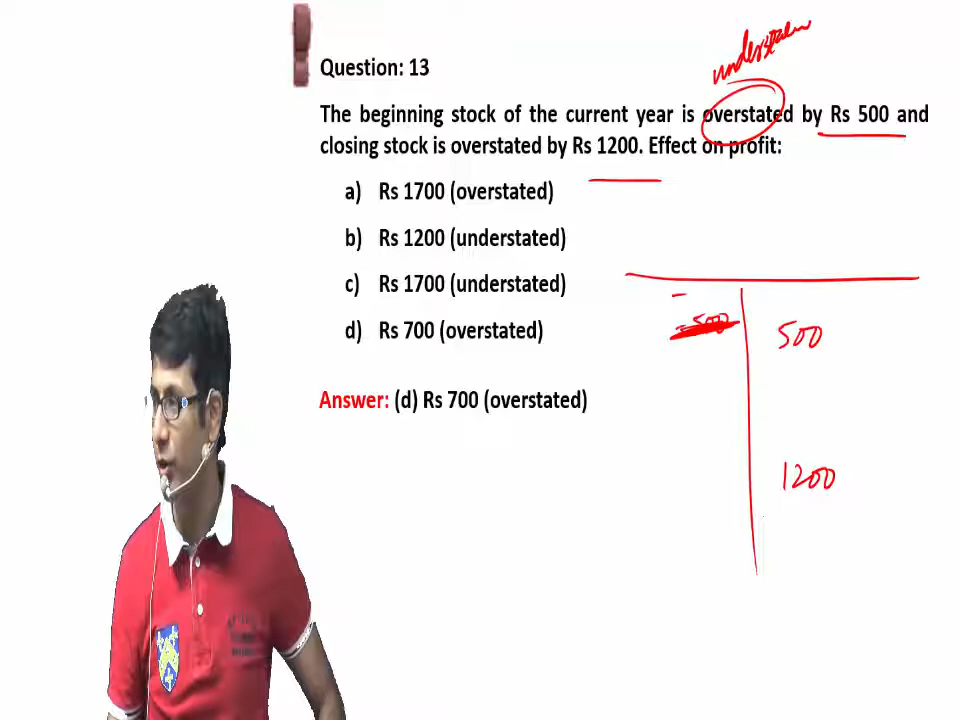 Question: 13
understate
The beginning stock of the current year is overstated by Rs 500 and
closing stock is overstated by Rs 1200. Effect on profit:
a) Rs 1700 (overstated)
b) Rs 1200 (understated)
c) Rs 1700 (understated)
d) Rs 700 (overstated)
500
Answer: (d) Rs 700 (overstated)
1200